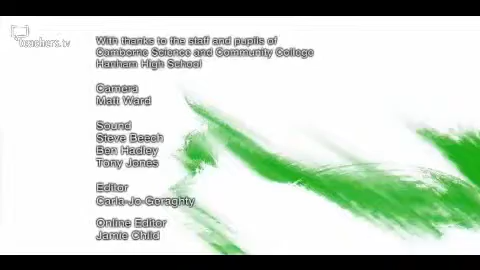 teachers.tv
With thanks to the staff and pupils of
Camborne Science and Community College
Hanham High School
Camera
Matt Ward
Sound
Steve Beech
Ben Hadley
Tony Jones
Editor
Carla-Jo Geraghty
Online Editor
Jamie Child